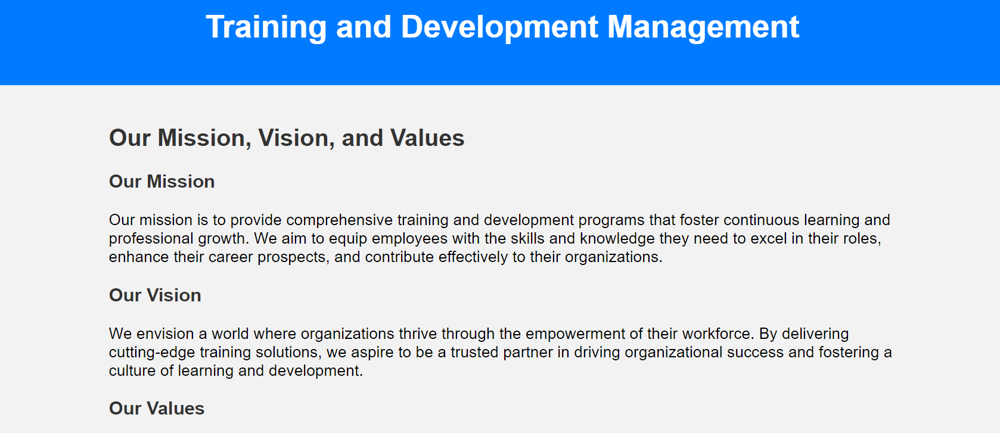 Training and Development Management
Our Mission, Vision, and Values
Our Mission
Our mission is to provide comprehensive training and development programs that foster continuous learning and
professional growth. We aim to equip employees with the skills and knowledge they need to excel in their roles,
enhance their career prospects, and contribute effectively to their organizations.
Our Vision
We envision a world where organizations thrive through the empowerment of their workforce. By delivering
cutting-edge training solutions, we aspire to be a trusted partner in driving organizational success and fostering a
culture of learning and development.
Our Values